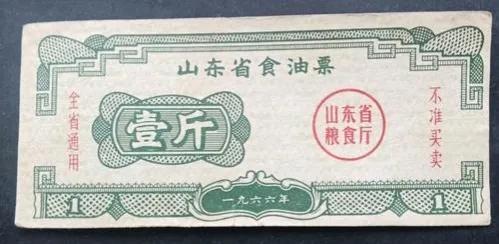 山东省食油票
全省通用
壹斤
山东省
粮食厅
不准买卖
一九六六年
1
1